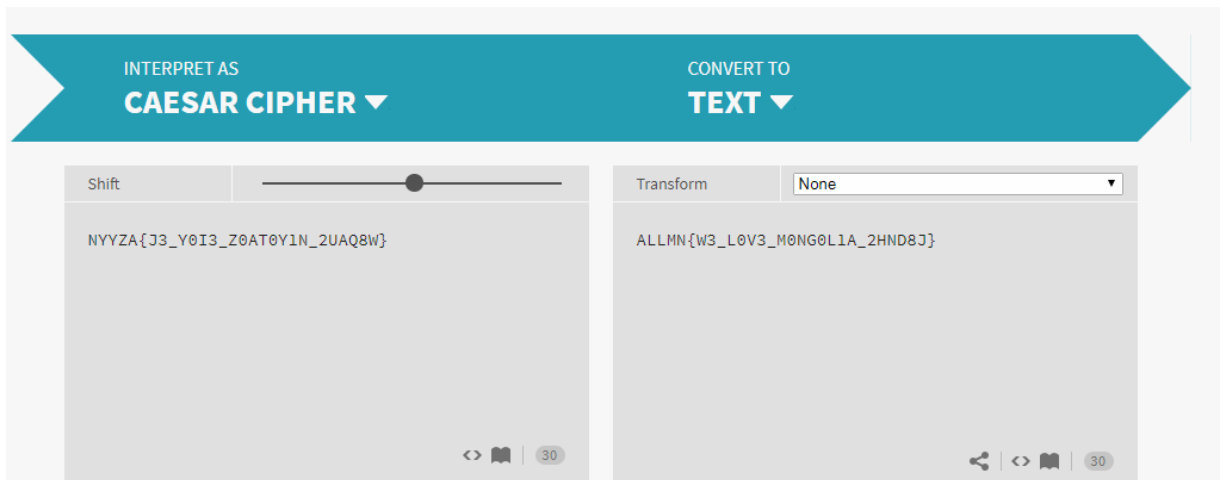 INTERPRET AS
CAESAR CIPHER
CONVERT TO
TEXT
Shift
Transform
None
NYYZA{J3_Y0I3_Z0AT0Y1N_2UAQ8W}
ALLMN{W3_L0V3_M0NG0L1A_2HND8J}
30
30